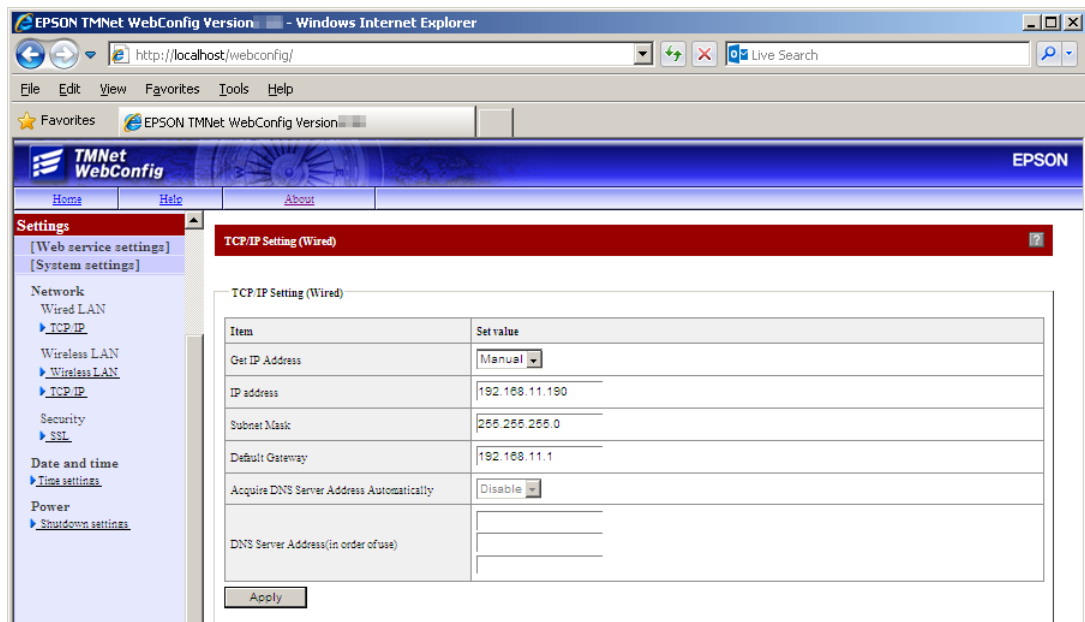 EPSON TMNet WebConfig Version - Windows Internet Explorer
http://localhost/webconfig/
Live Search
File Edit View Favorites Tools Help
Favorites
EPSON TMNet WebConfig Version
TMNet
WebConfig
EPSON
Home Help About
Settings
[Web service settings]
[System settings]
Network
Wired LAN
TCP/IP
Wireless LAN
Wireless LAN
TCP/IP
Security
SSL
Date and time
Time settings
Power
Shutdown settings
TCP/IP Setting (Wired)
?
TCP/IP Setting (Wired)
Item Set value
Get IP Address Manual
IP address 192.168.11.190
Subnet Mask 255.255.255.0
Default Gateway 192.168.11.1
Acquire DNS Server Address Automatically Disable
DNS Server Address(in order of use)
Apply